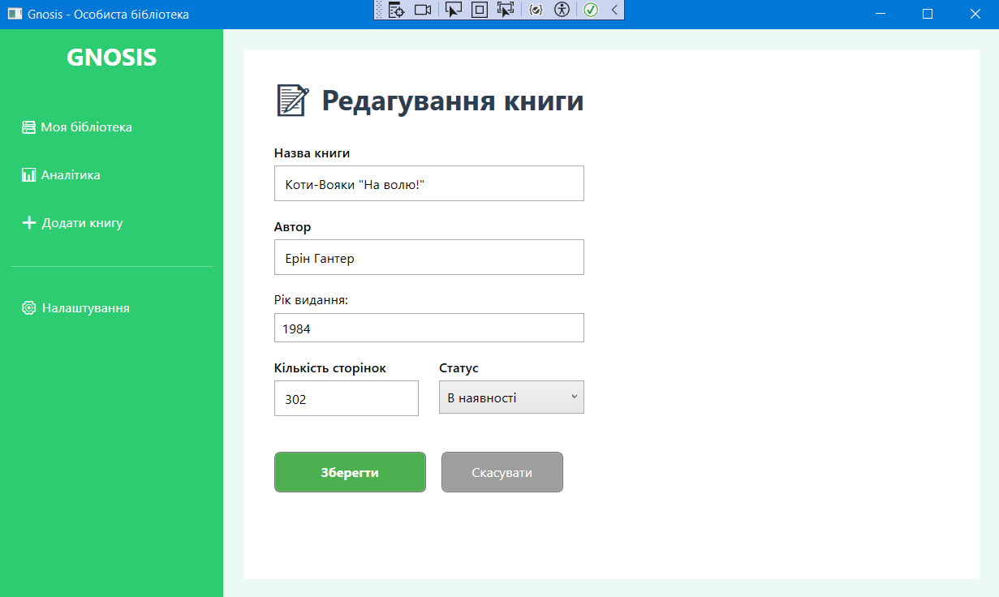 Gnosis - Особиста бібліотека
GNOSIS
Моя бібліотека
Аналітика
Додати книгу
Налаштування
Редагування книги
Назва книги
Коти-Вояки "На волю!"
Автор
Ерін Гантер
Рік видання:
1984
Кількість сторінок
Статус
302
В наявності
Зберегти
Скасувати